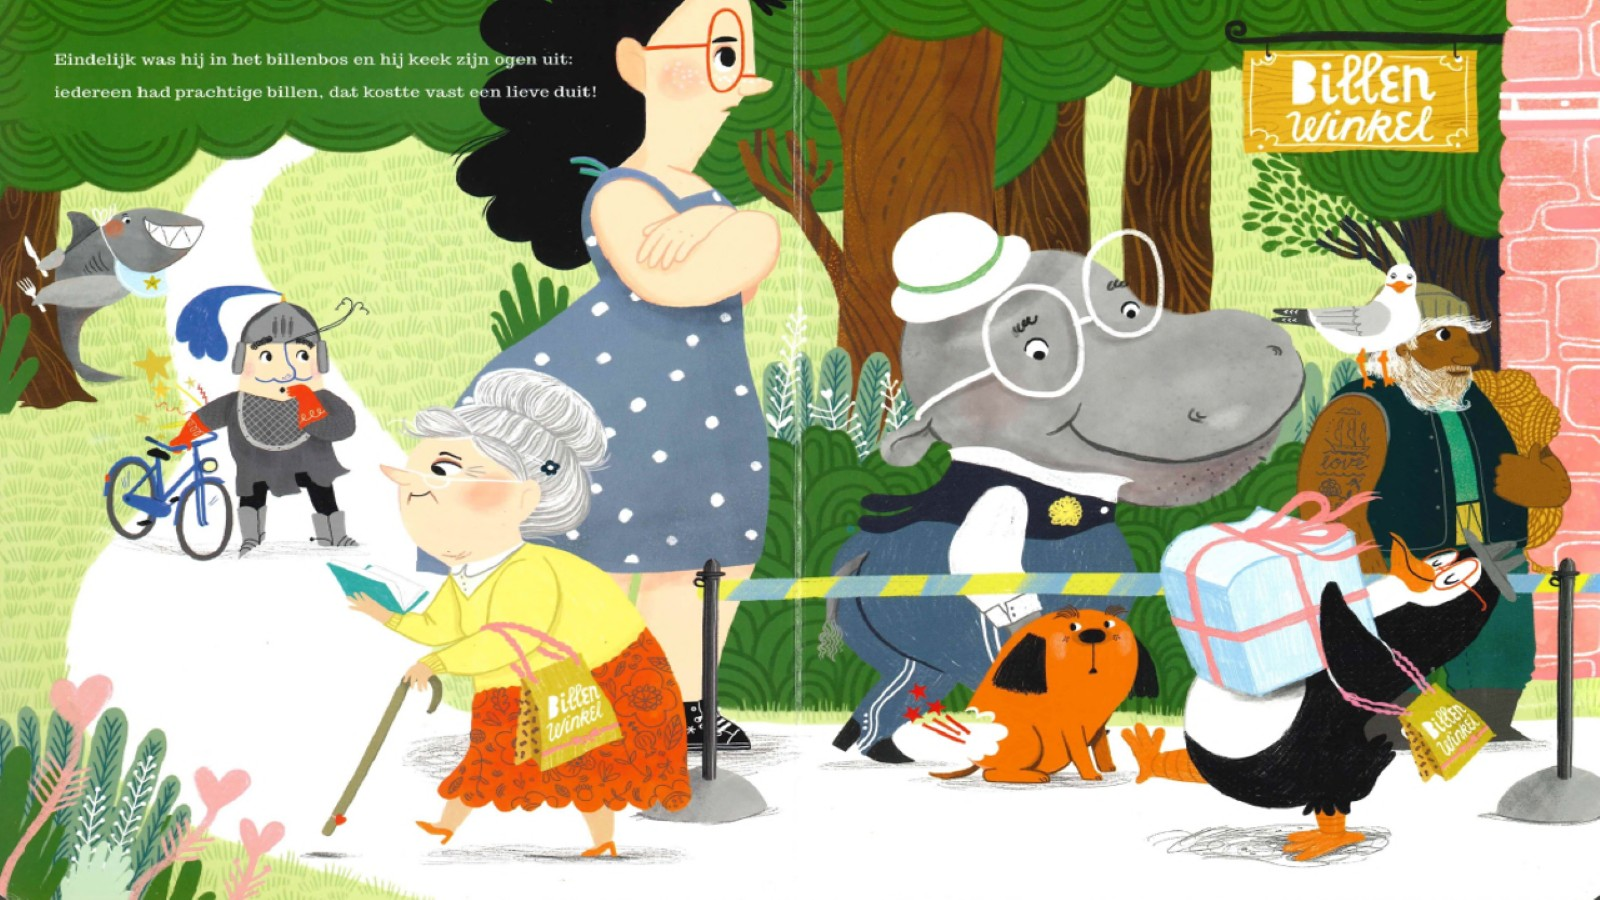 Eindelijk was hij in het billenbos en hij keek zijn ogen uit:
iedereen had prachtige billen, dat kostte vast een lieve duit!
Billen
Winkel
love
Billen
Winkel
Billen
Winkel